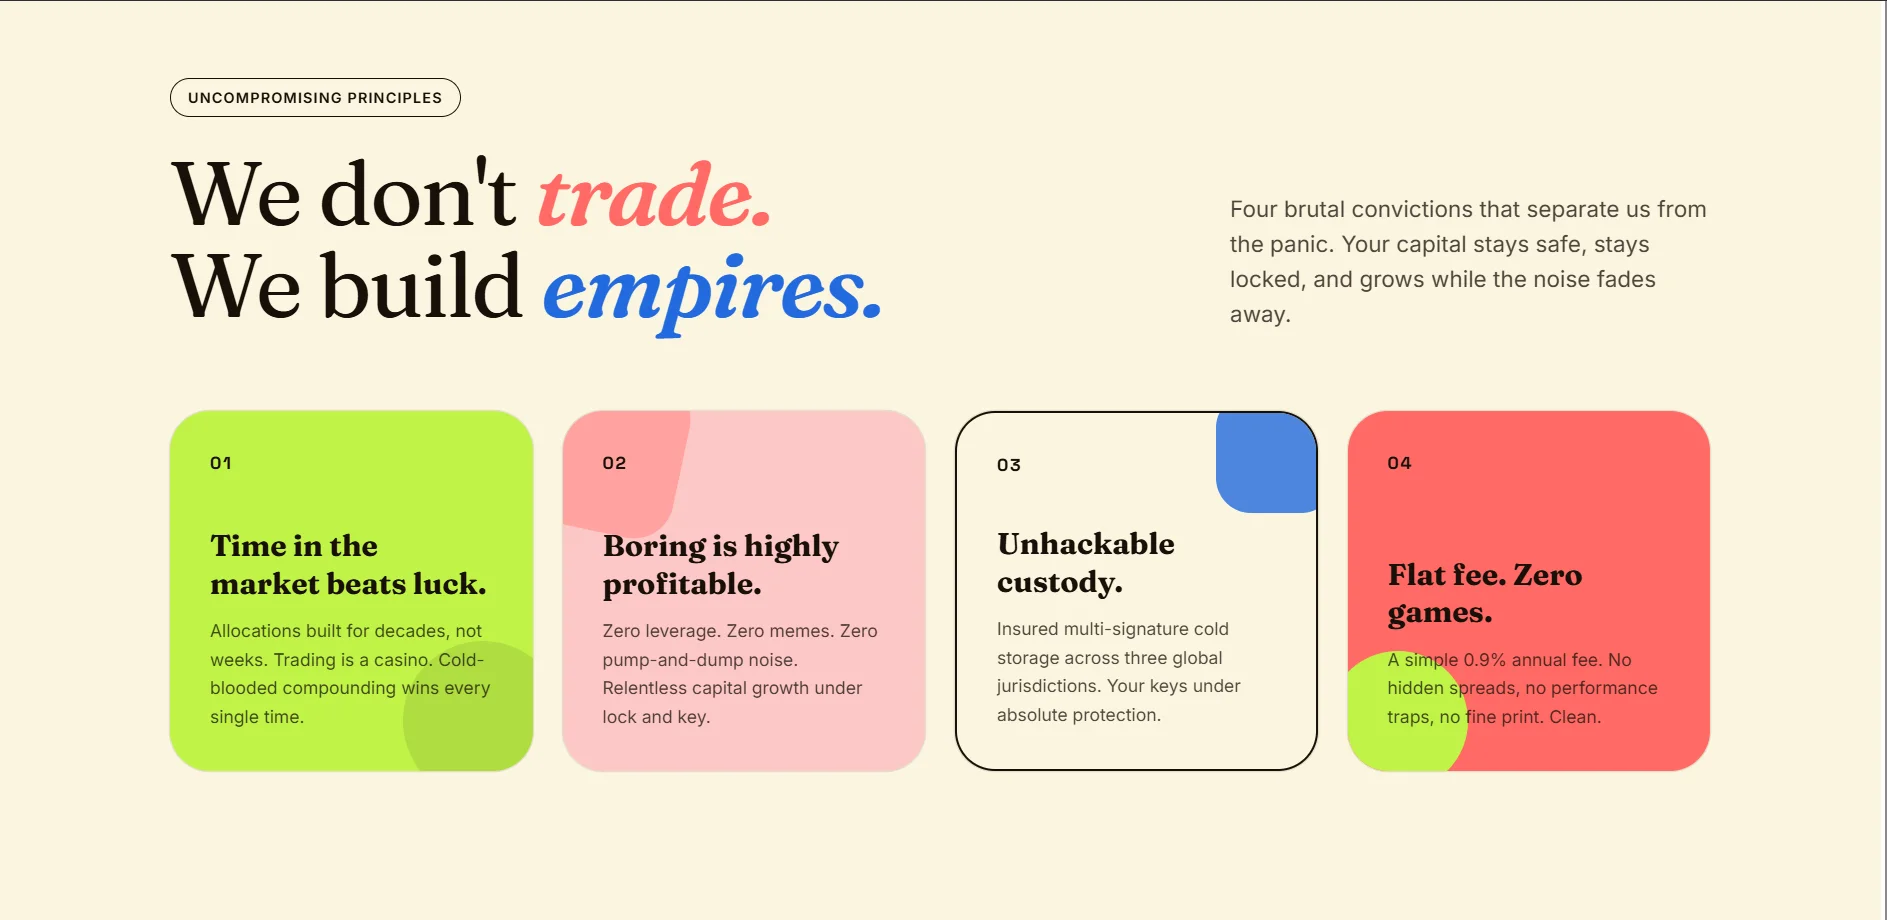 UNCOMPROMISING PRINCIPLES
We don't trade.
We build empires.
Four brutal convictions that separate us from
the panic. Your capital stays safe, stays
locked, and grows while the noise fades
away.
01
Time in the
market beats luck.
Allocations built for decades, not
weeks. Trading is a casino. Cold-
blooded compounding wins every
single time.
02
Boring is highly
profitable.
Zero leverage. Zero memes. Zero
pump-and-dump noise.
Relentless capital growth under
lock and key.
03
Unhackable
custody.
Insured multi-signature cold
storage across three global
jurisdictions. Your keys under
absolute protection.
04
Flat fee. Zero
games.
A simple 0.9% annual fee. No
hidden spreads, no performance
traps, no fine print. Clean.